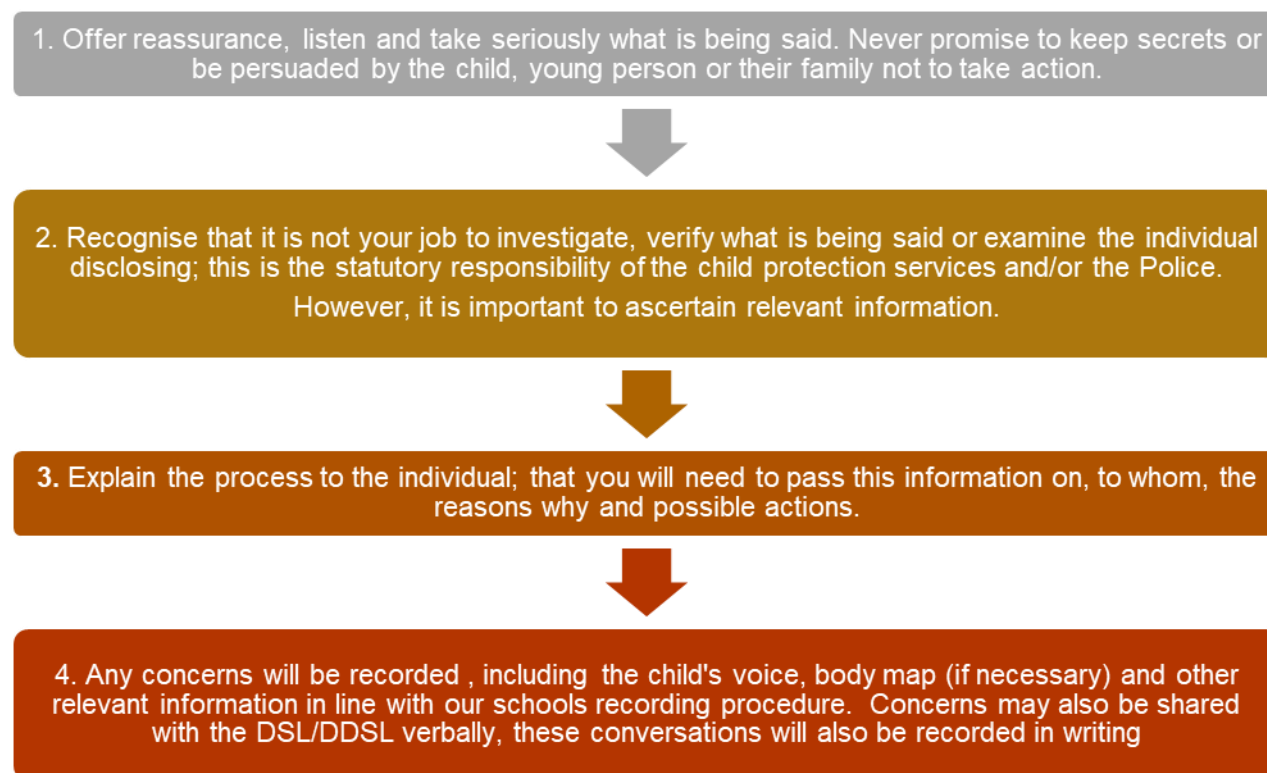 1. Offer reassurance, listen and take seriously what is being said. Never promise to keep secrets or
be persuaded by the child, young person or their family not to take action.
2. Recognise that it is not your job to investigate, verify what is being said or examine the individual
disclosing; this is the statutory responsibility of the child protection services and/or the Police.
However, it is important to ascertain relevant information.
3. Explain the process to the individual; that you will need to pass this information on, to whom, the
reasons why and possible actions.
4. Any concerns will be recorded , including the child's voice, body map (if necessary) and other
relevant information in line with our schools recording procedure. Concerns may also be shared
with the DSL/DDSL verbally, these conversations will also be recorded in writing